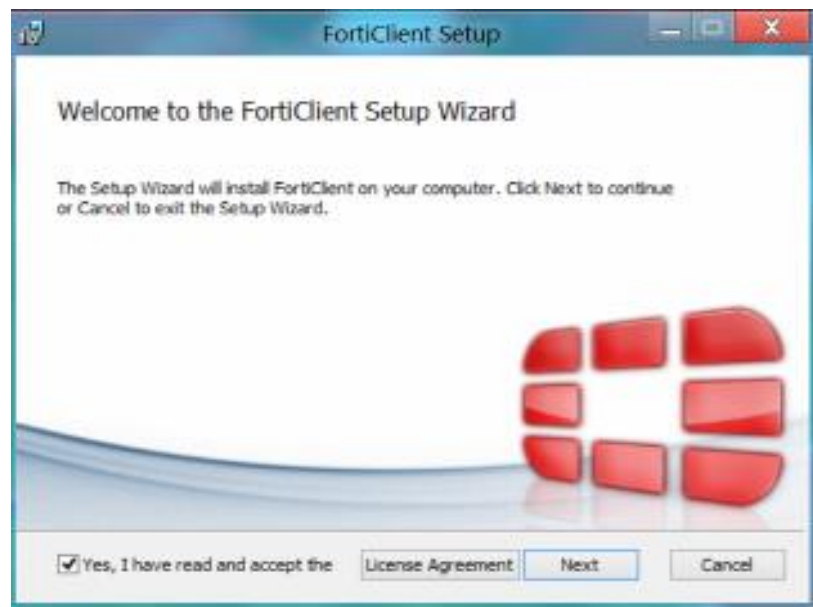 FortiClient Setup
Welcome to the FortiClient Setup Wizard
The Setup Wizard will install FortiClient on your computer. Click Next to continue
or Cancel to exit the Setup Wizard.
Yes, I have read and accept the License Agreement Next Cancel